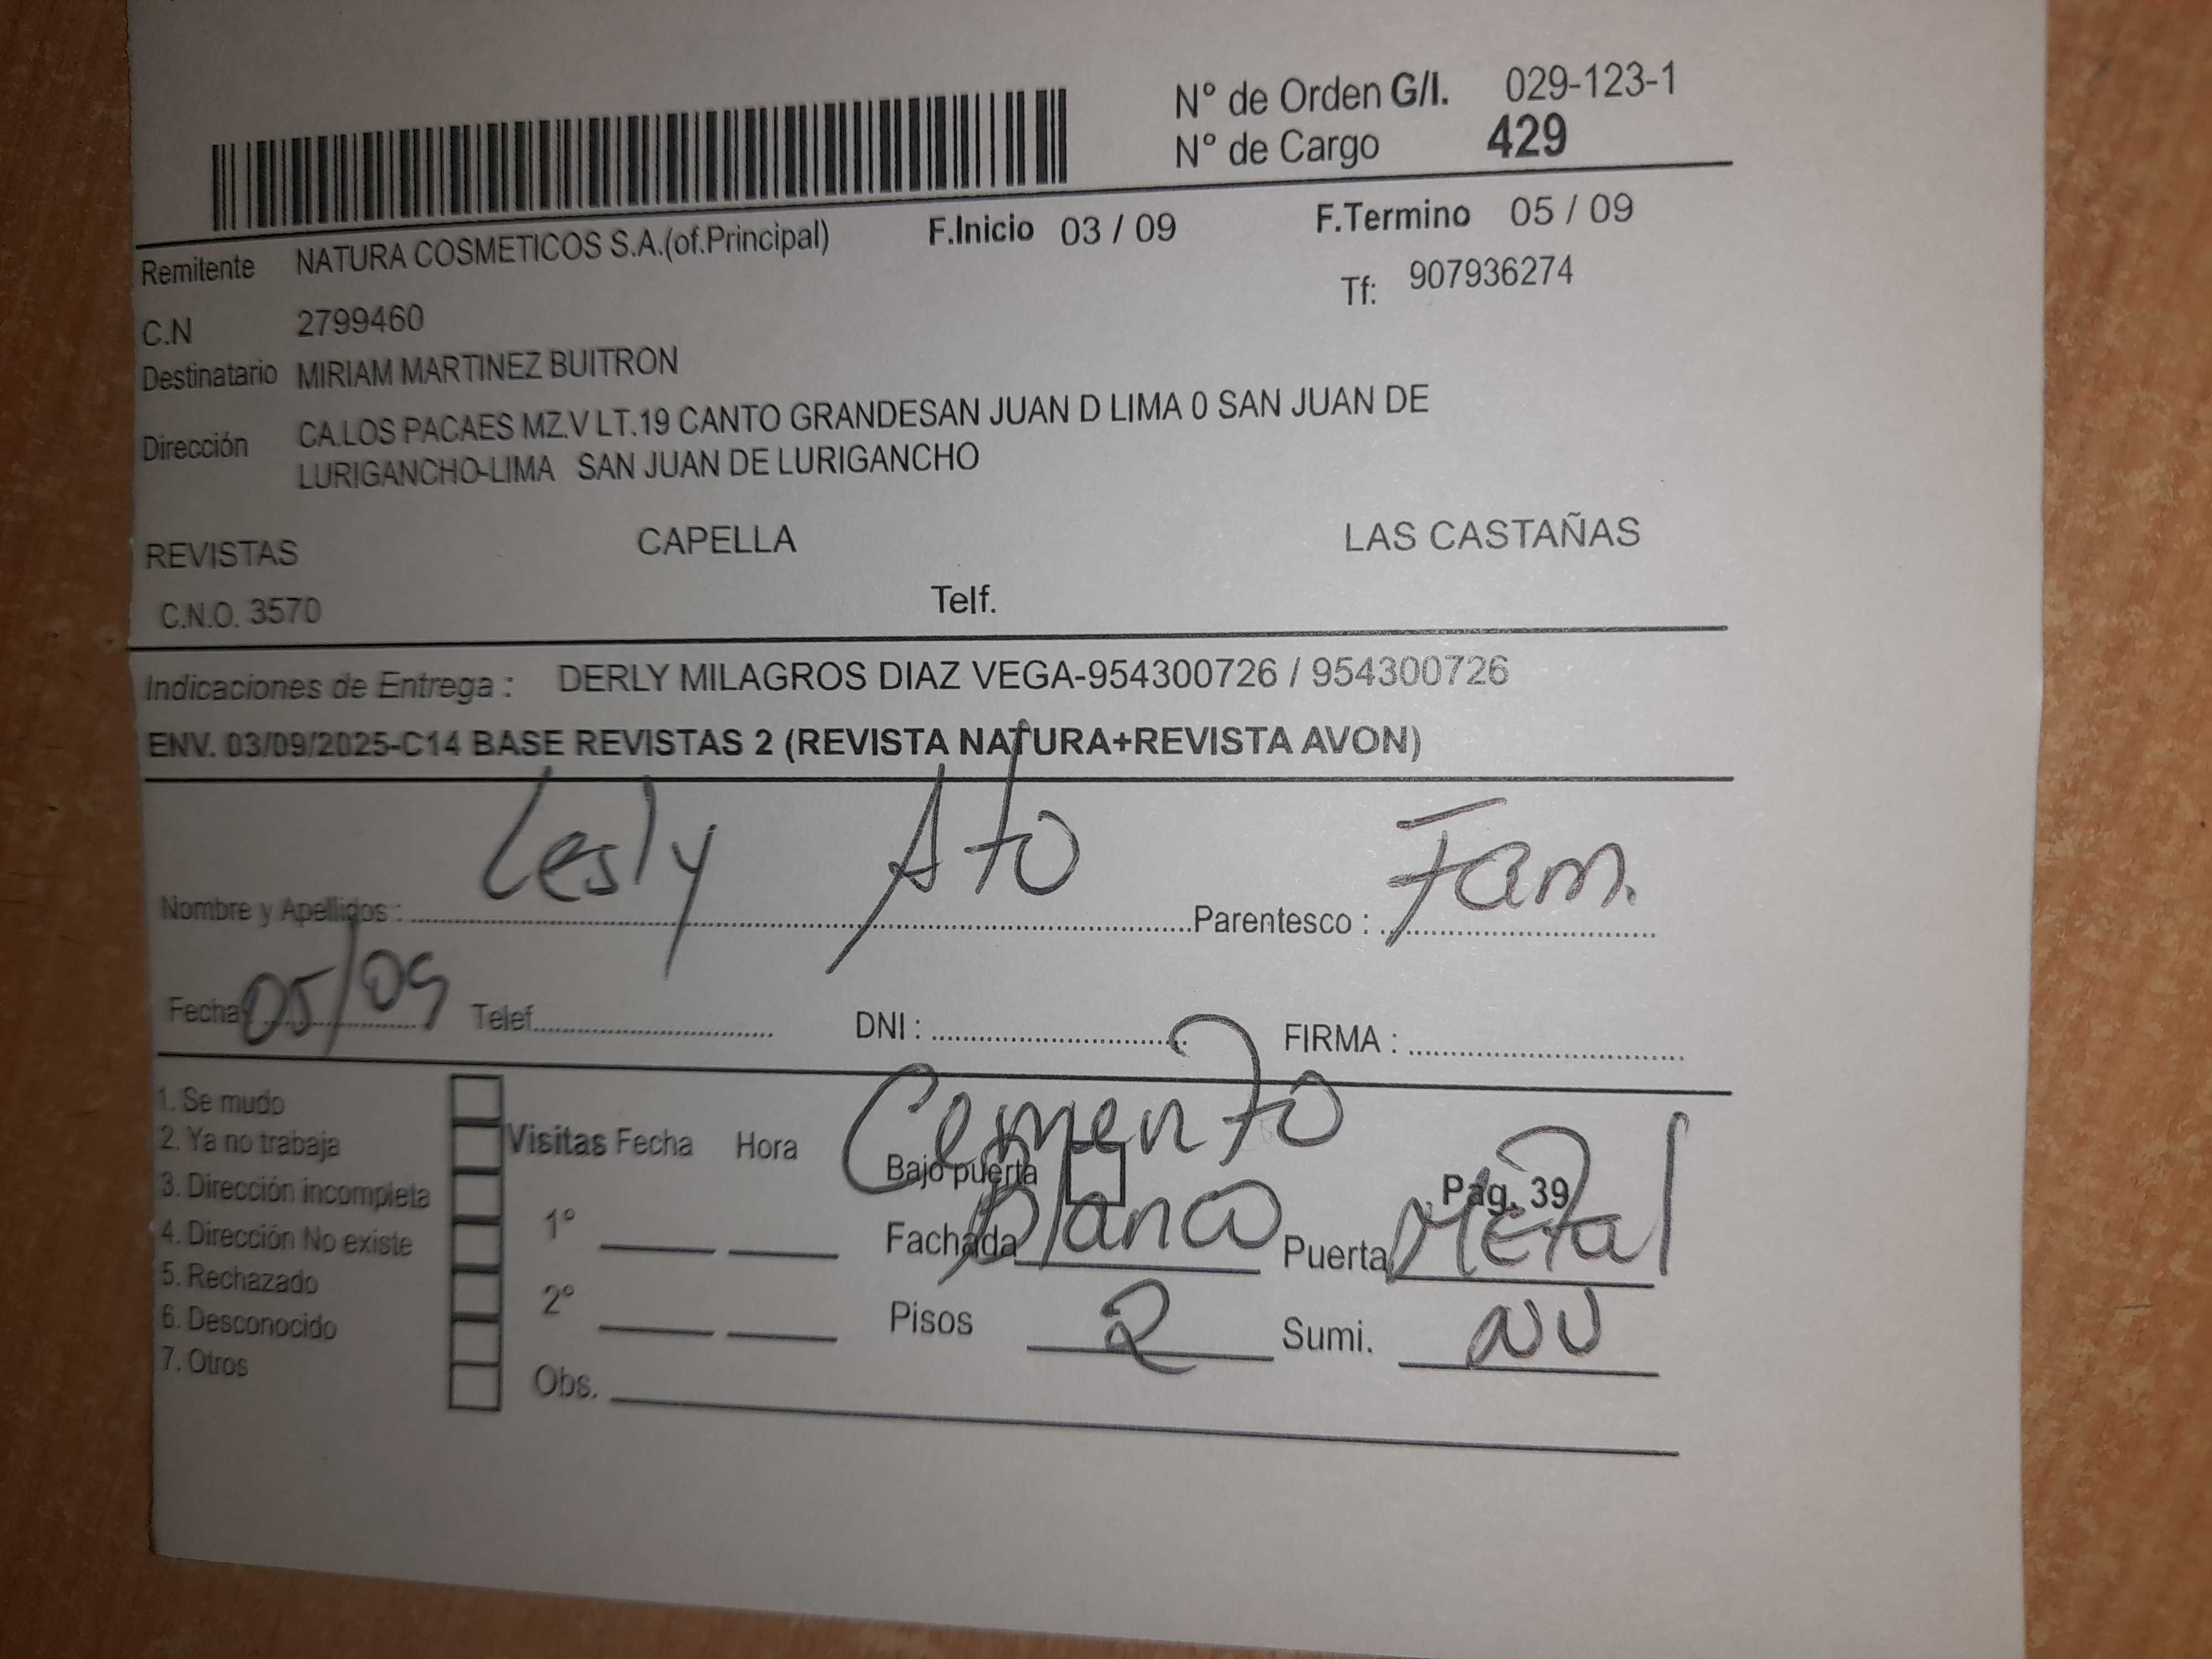 N° de Orden G/I. 029-123-1
N° de Cargo 429
Remitente NATURA COSMETICOS S.A.(of.Principal) F.Inicio 03 / 09 F.Termino 05 / 09
C.N 2799460 Tf: 907936274
Destinatario MIRIAM MARTINEZ BUITRON
Dirección CA.LOS PACAES MZ.V LT.19 CANTO GRANDESAN JUAN D LIMA 0 SAN JUAN DE
LURIGANCHO-LIMA SAN JUAN DE LURIGANCHO
REVISTAS CAPELLA LAS CASTAÑAS
C.N.O. 3570 Telf.
Indicaciones de Entrega : DERLY MILAGROS DIAZ VEGA-954300726 / 954300726
ENV. 03/09/2025-C14 BASE REVISTAS 2 (REVISTA NATURA+REVISTA AVON)
Nombre y Apellidos : Lesly Ato Parentesco : Fam.
Fecha 05/09 Telef. DNI : FIRMA :
1. Se mudo
2. Ya no trabaja
3. Dirección incompleta
4. Dirección No existe
5. Rechazado
6. Desconocido
7. Otros
Visitas Fecha Hora
1°
2°
Obs.
Cemento
Bajo puerta Pág. 39
Fachada blanco Puerta Metal
Pisos 2 Sumi. NO